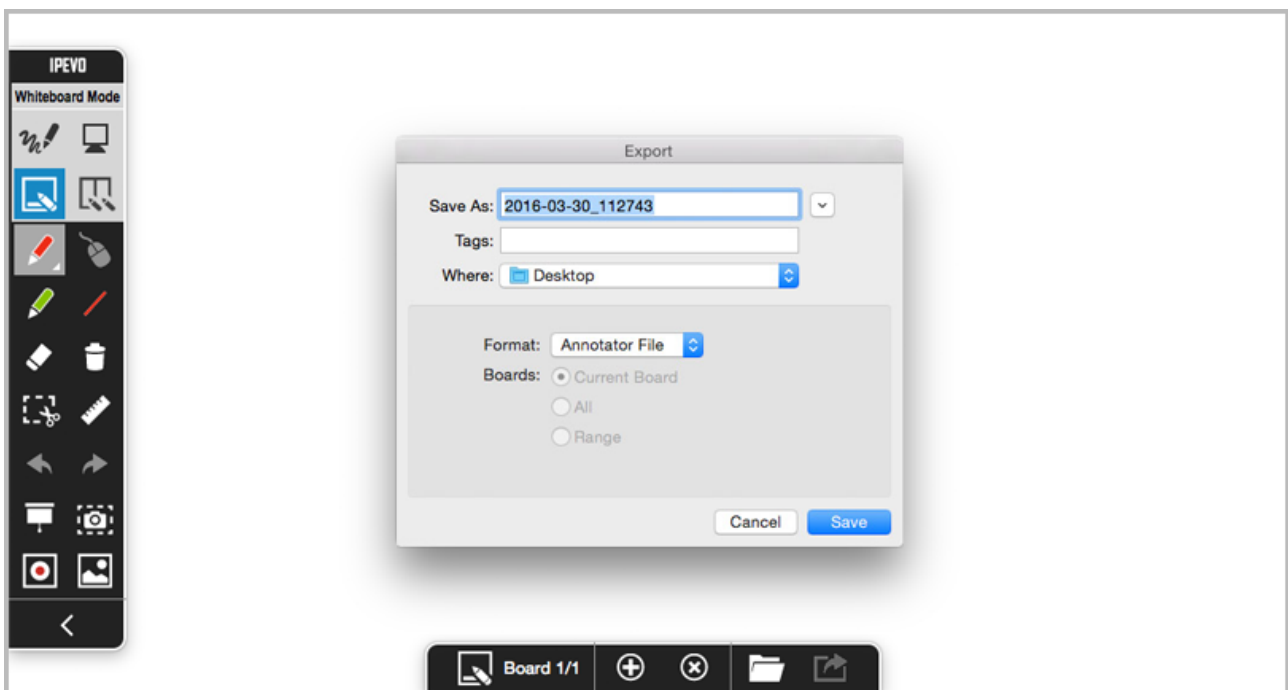 IPEVO
Whiteboard Mode
Export
Save As: 2016-03-30_112743
Tags:
Where: Desktop
Format: Annotator File
Boards: Current Board
All
Range
Cancel Save
Board 1/1